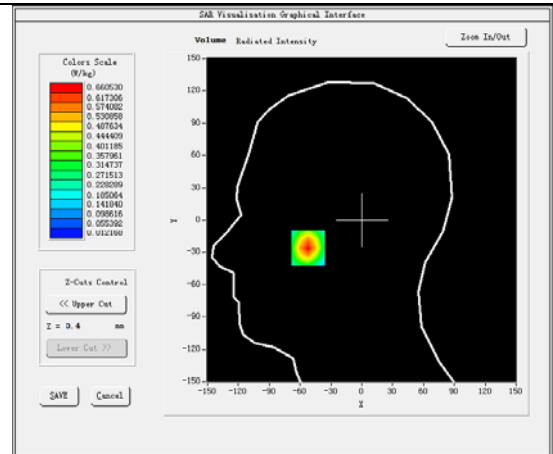 SAR Visualisation Graphical Interface
Volume Radiated Intensity
Zoom In/Out
Colors Scale
(W/kg)
0.660530
0.617306
0.574082
0.530858
0.487634
0.444409
0.401185
0.357961
0.314737
0.271513
0.228289
0.185064
0.141840
0.098616
0.055392
0.012168
Z-Cuts Control
<< Upper Cut
Z = 0.4 mm
Lower Cut >>
SAVE
Cancel
150
120
90
60
30
0
-30
-60
-90
-120
-150
Y
-150 -120 -90 -60 -30 0 30 60 90 120 150
X